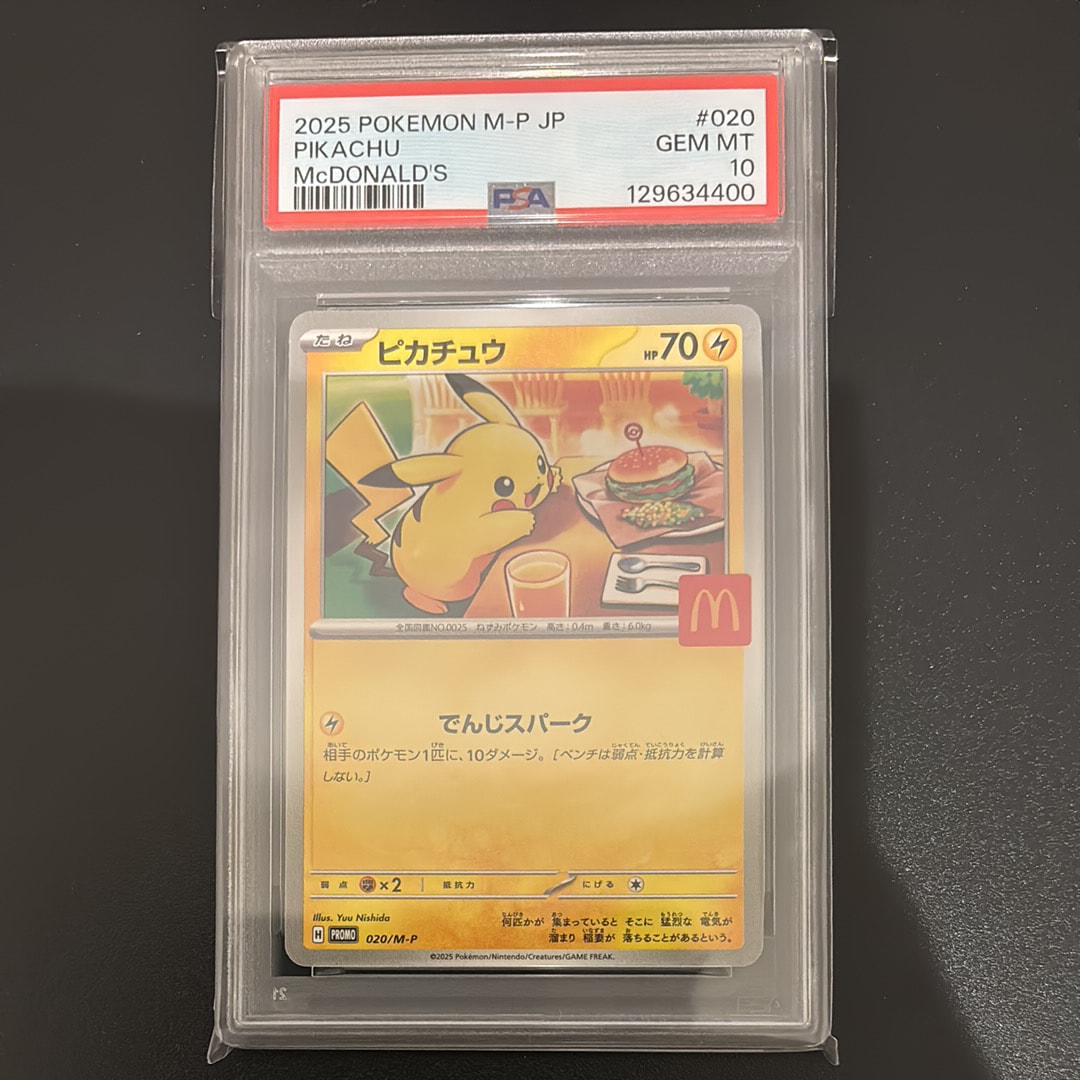 2025 POKEMON M-P JP #020
PIKACHU GEM MT
McDONALD'S 10
129634400
PSA
たね ピカチュウ HP70
全国図鑑NO.0025 ねずみポケモン 高さ:0.4m 重さ:6.0kg
でんじスパーク
相手のポケモン1匹に、10ダメージ。[ベンチは弱点・抵抗力を計算
しない。]
弱点 ×2 抵抗力 にげる
Illus. Yuu Nishida
何匹かが 集まっていると そこに 猛烈な 電気が
溜まり 稲妻が 落ちることがあるという。
H PROMO 020/M-P
©2025 Pokémon/Nintendo/Creatures/GAME FREAK.